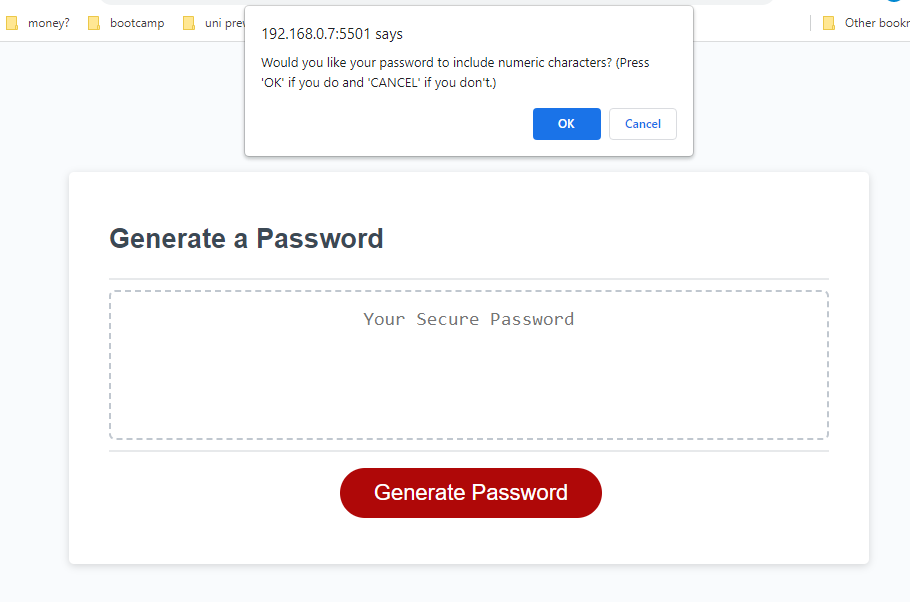 money? bootcamp uni prev Other bookr
192.168.0.7:5501 says
Would you like your password to include numeric characters? (Press
'OK' if you do and 'CANCEL' if you don't.)
OK Cancel
Generate a Password
Your Secure Password
Generate Password